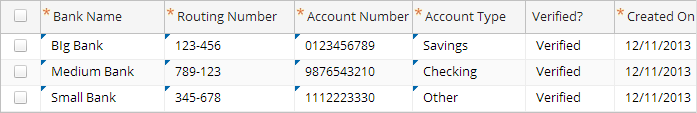 * Bank Name * Routing Number * Account Number * Account Type Verified? * Created On
BIg Bank 123-456 0123456789 Savings Verified 12/11/2013
Medium Bank 789-123 9876543210 Checking Verified 12/11/2013
Small Bank 345-678 1112223330 Other Verified 12/11/2013